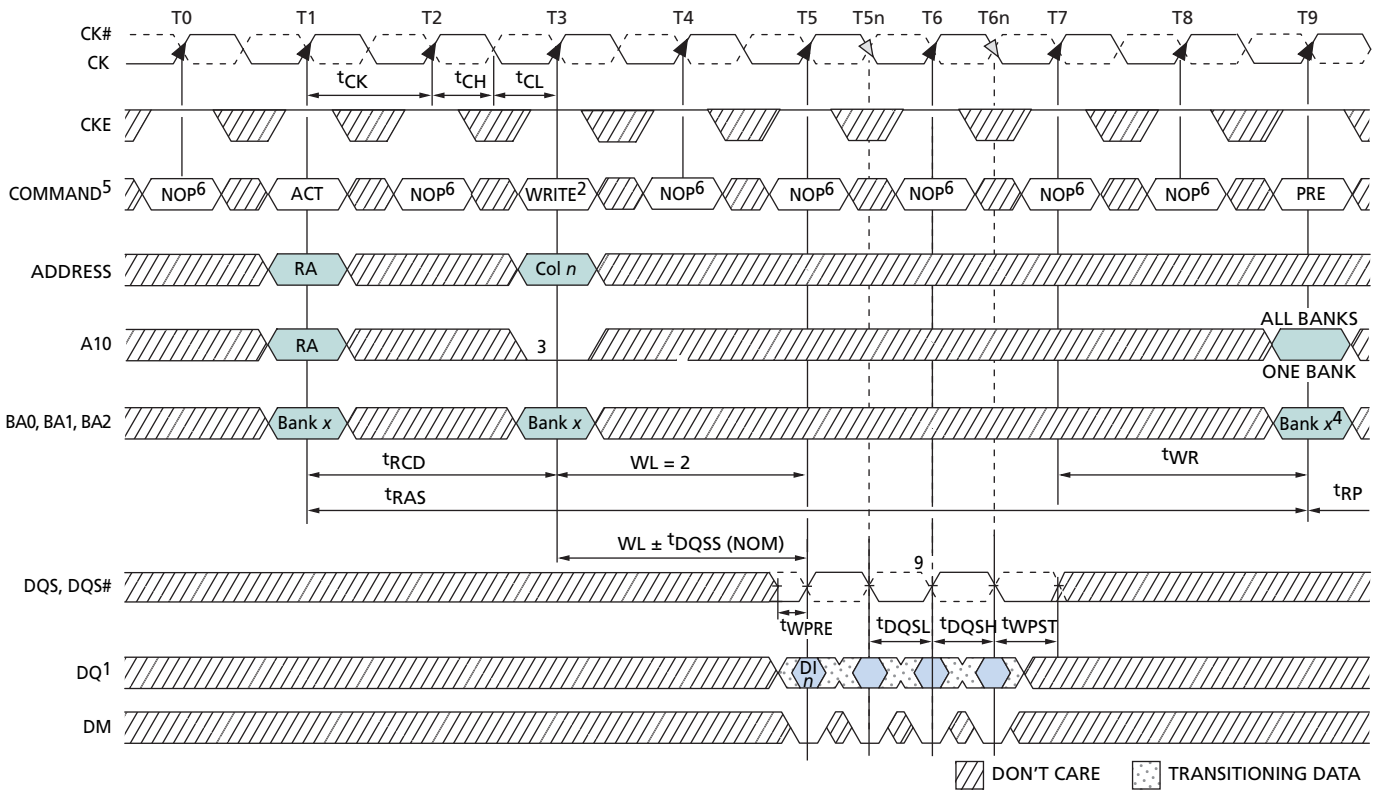 T0 T1 T2 T3 T4 T5 T5n T6 T6n T7 T8 T9
CK#
CK
tCK tCH tCL
CKE
COMMAND5 NOP6 ACT NOP6 WRITE2 NOP6 NOP6 NOP6 NOP6 NOP6 PRE
ADDRESS RA Col n
ALL BANKS
A10 RA 3
ONE BANK
BA0, BA1, BA2 Bank x Bank x Bank x4
tRCD WL = 2 tWR
tRAS tRP
WL ± tDQSS (NOM)
9
DQS, DQS#
tWPRE tDQSL tDQSH tWPST
DQ1 DI
n
DM
DON'T CARE TRANSITIONING DATA